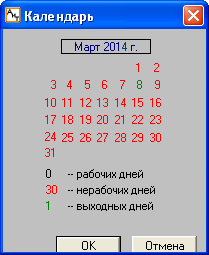 Календарь
Март 2014 г.
1 2
3 4 5 6 7 8 9
10 11 12 13 14 15 16
17 18 19 20 21 22 23
24 25 26 27 28 29 30
31
0 -- рабочих дней
30 -- нерабочих дней
1 -- выходных дней
OK Отмена